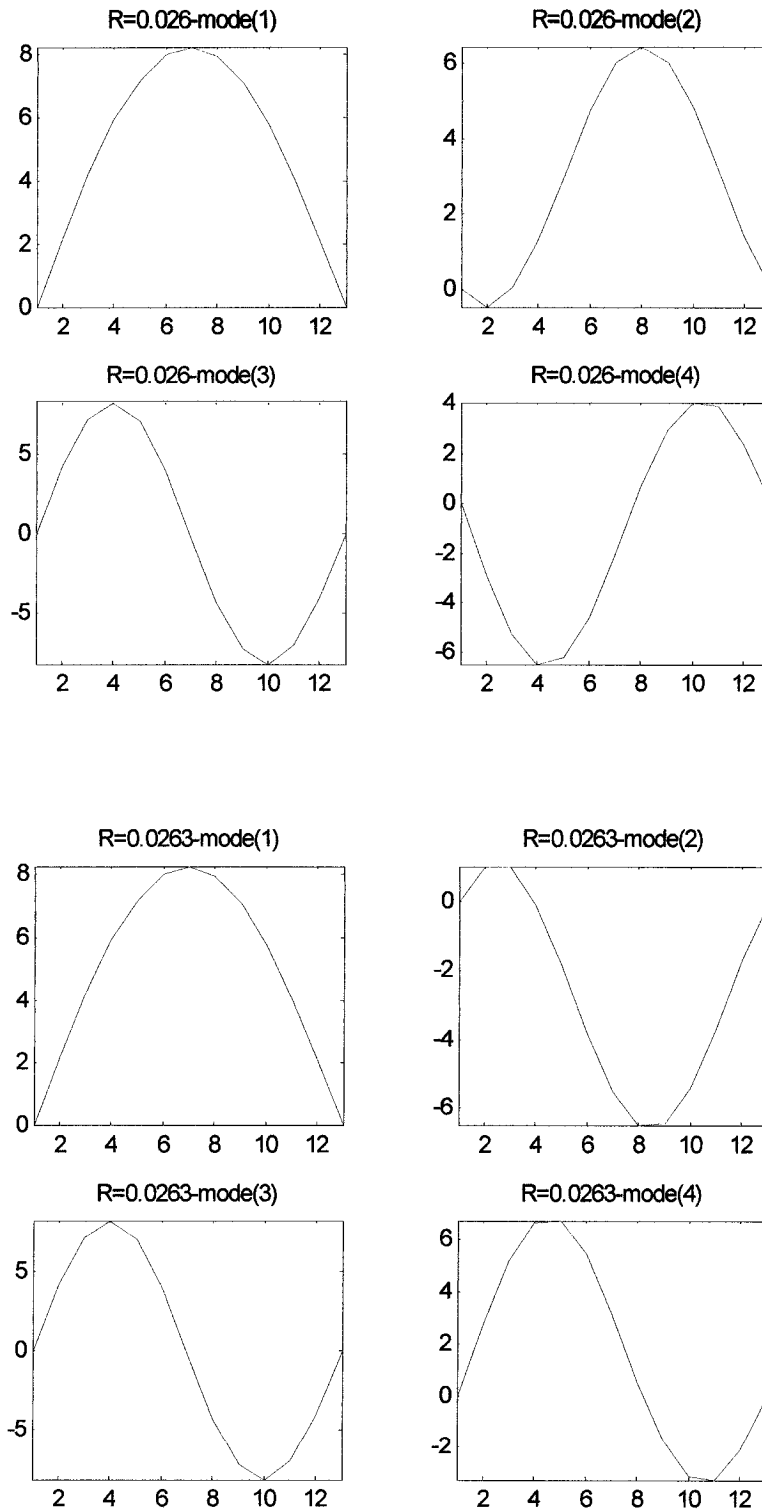 R=0.026-mode(1)
8
6
4
2
0
2 4 6 8 10 12
R=0.026-mode(2)
6
4
2
0
2 4 6 8 10 12
R=0.026-mode(3)
5
0
-5
2 4 6 8 10 12
R=0.026-mode(4)
4
2
0
-2
-4
-6
2 4 6 8 10 12
R=0.0263-mode(1)
8
6
4
2
0
2 4 6 8 10 12
R=0.0263-mode(2)
0
-2
-4
-6
2 4 6 8 10 12
R=0.0263-mode(3)
5
0
-5
2 4 6 8 10 12
R=0.0263-mode(4)
6
4
2
0
-2
2 4 6 8 10 12